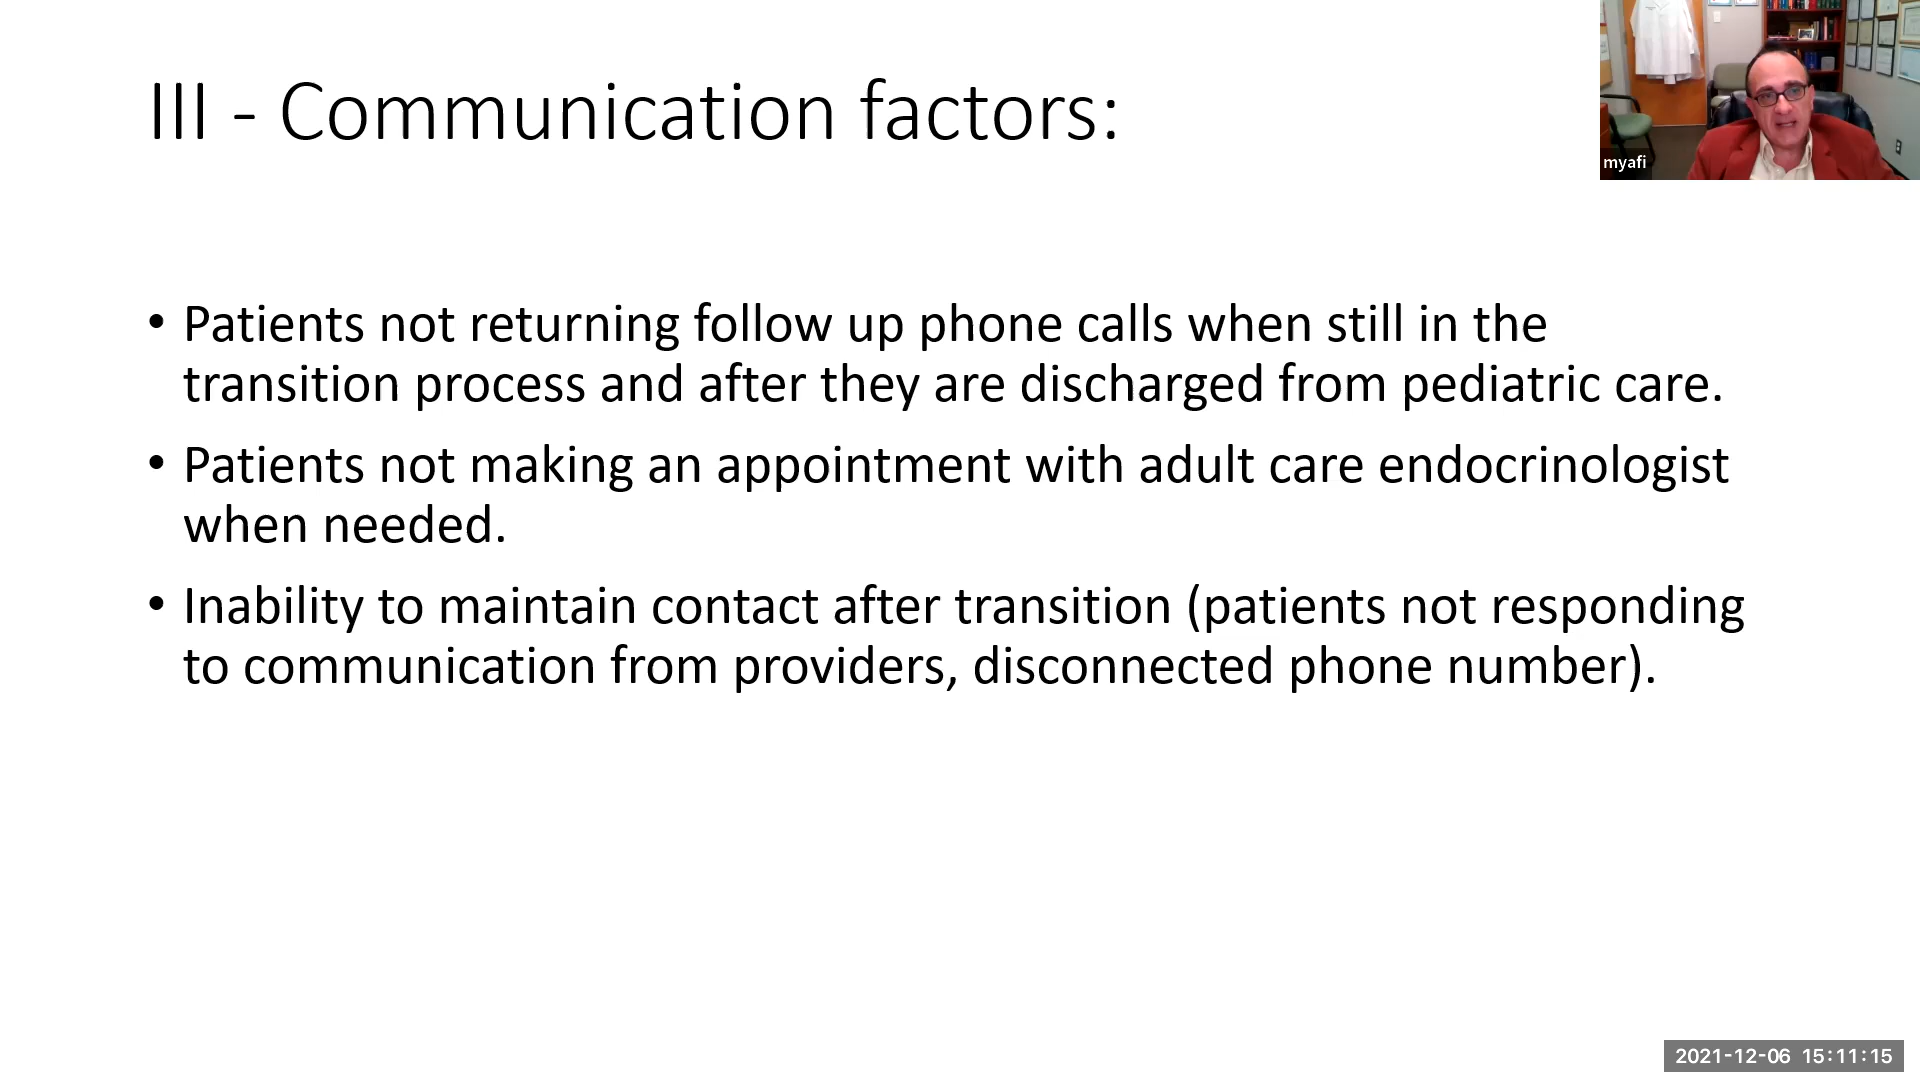 III - Communication factors:
myafi
• Patients not returning follow up phone calls when still in the
transition process and after they are discharged from pediatric care.
• Patients not making an appointment with adult care endocrinologist
when needed.
• Inability to maintain contact after transition (patients not responding
to communication from providers, disconnected phone number).
2021-12-06 15:11:15